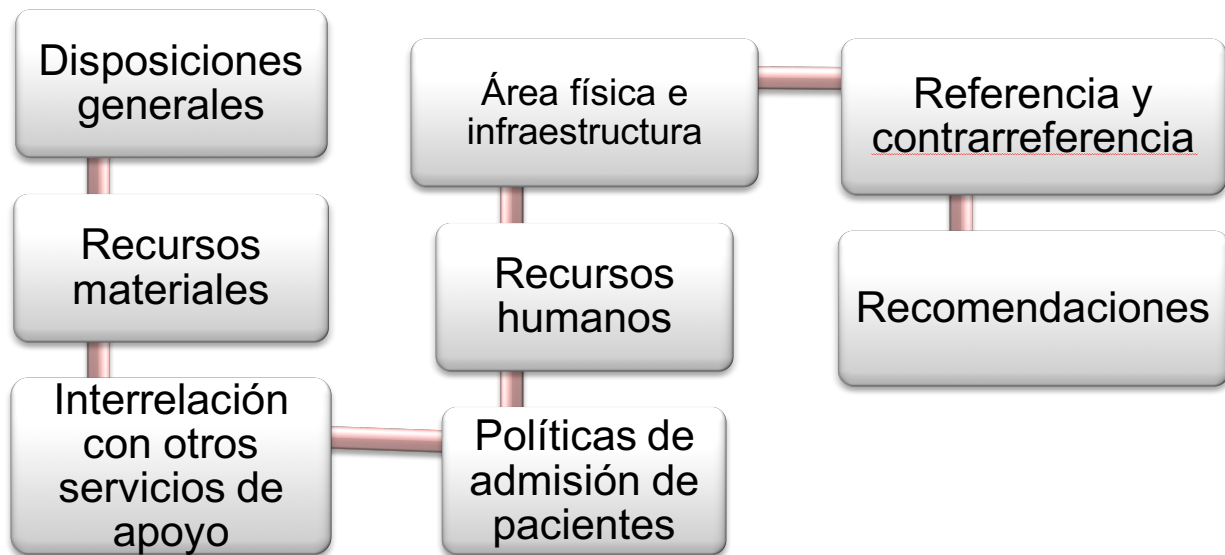 Disposiciones
generales
Recursos
materiales
Interrelación
con otros
servicios de
apoyo
Políticas de
admisión de
pacientes
Recursos
humanos
Área física e
infraestructura
Referencia y
contrarreferencia
Recomendaciones